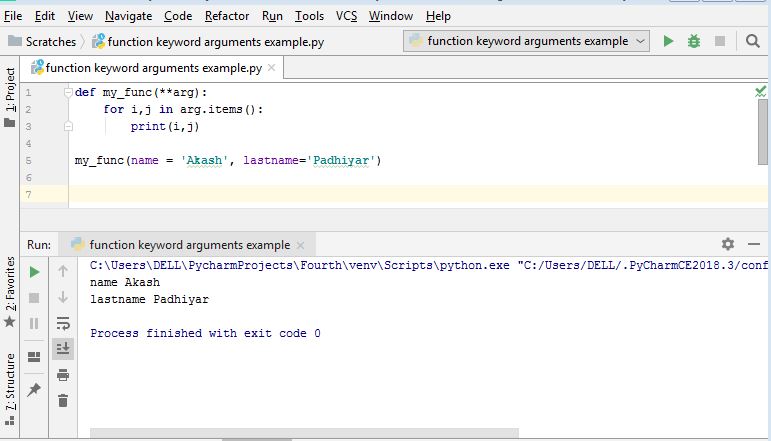 File Edit View Navigate Code Refactor Run Tools VCS Window Help
Scratches function keyword arguments example.py function keyword arguments example
function keyword arguments example.py
1: Project
1 def my_func(**arg):
2 for i,j in arg.items():
3 print(i,j)
4
5 my_func(name = 'Akash', lastname='Padhiyar')
6
7
Run: function keyword arguments example
2: Favorites
7: Structure
C:\Users\DELL\PycharmProjects\Fourth\venv\Scripts\python.exe "C:/Users/DELL/.PyCharmCE2018.3/conf
name Akash
lastname Padhiyar
Process finished with exit code 0